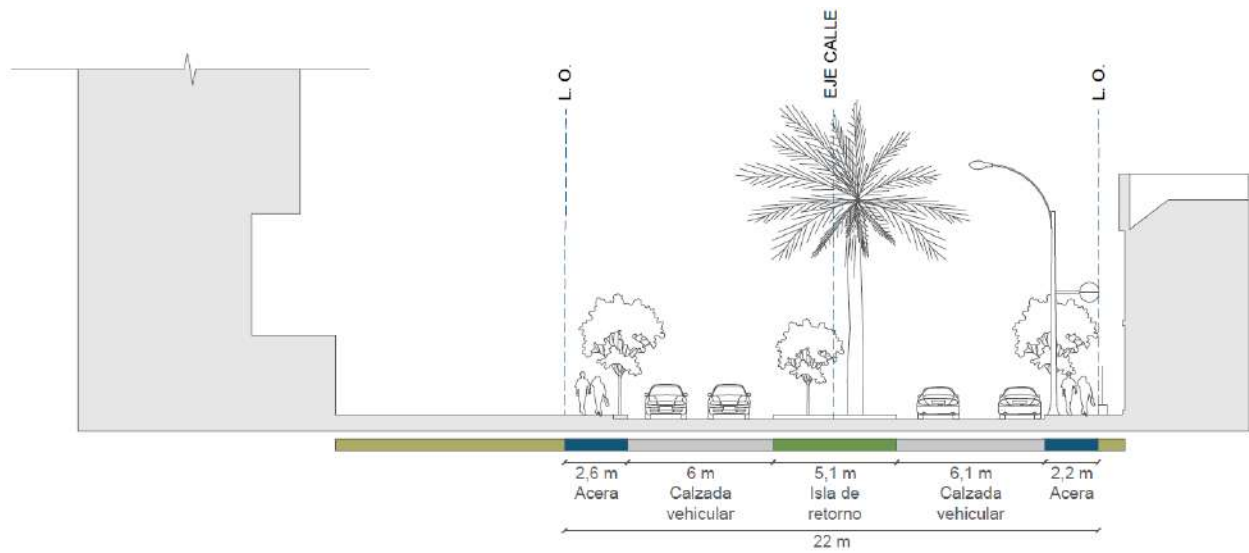 L. O.
EJE CALLE
L. O.
2,6 m
Acera
6 m
Calzada
vehicular
5,1 m
Isla de
retorno
6,1 m
Calzada
vehicular
2,2 m
Acera
22 m